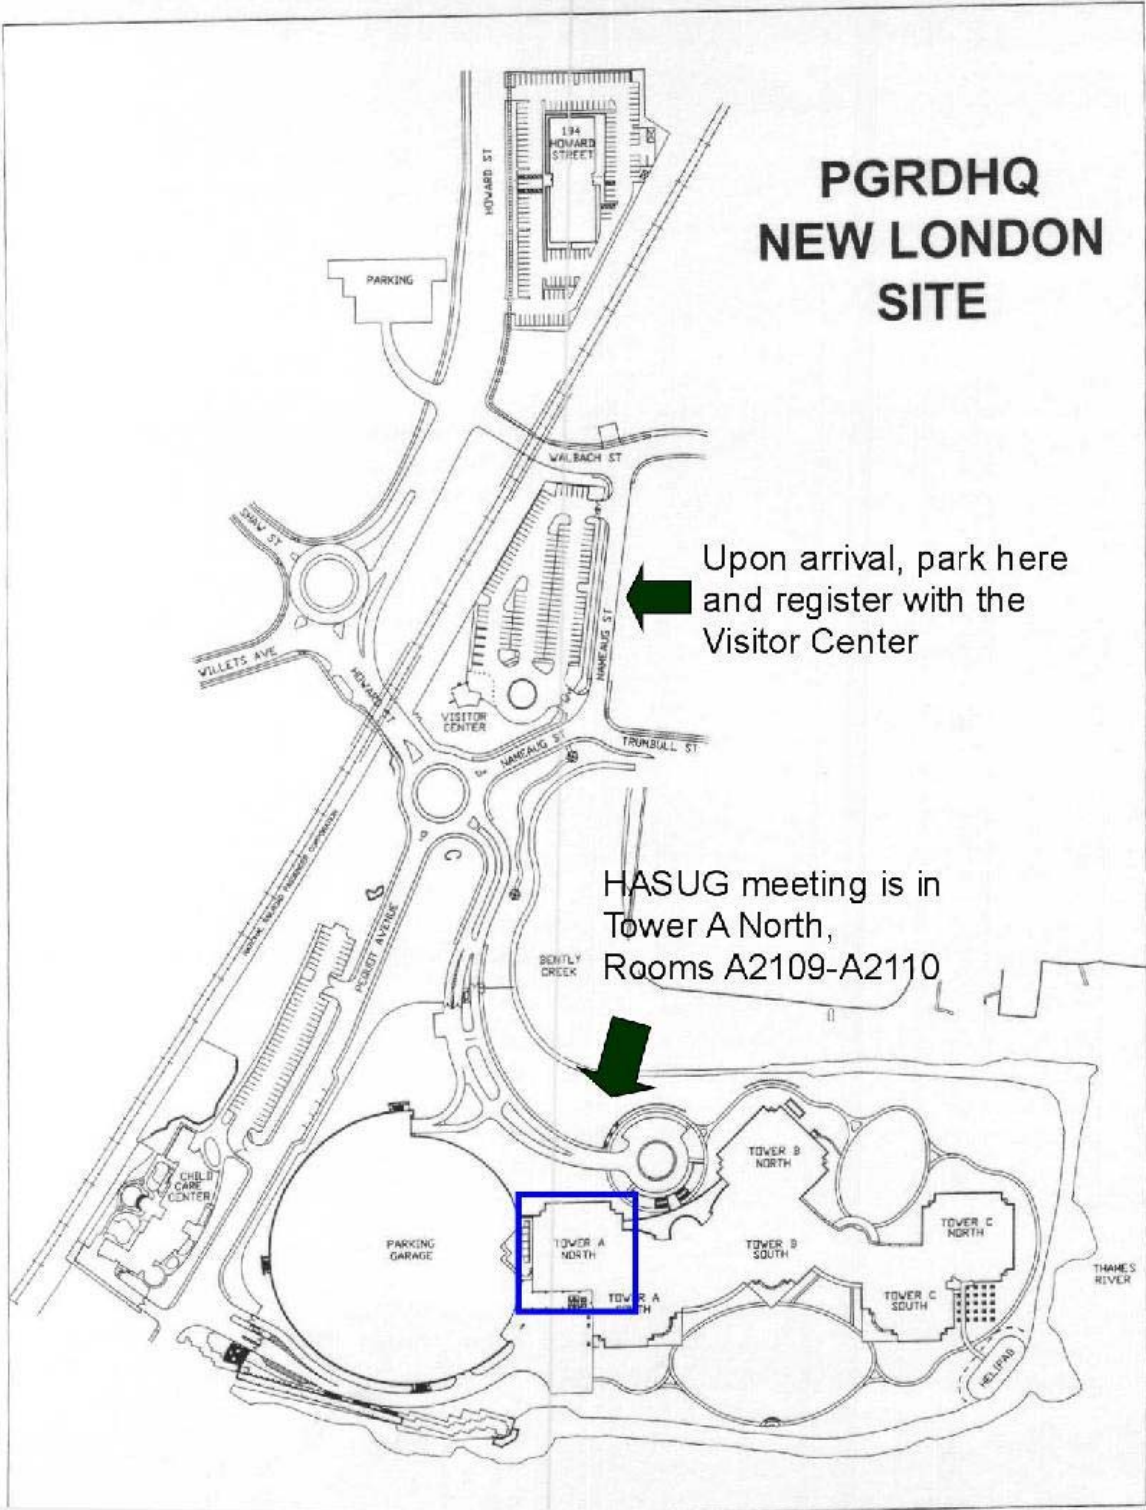 PGRDHQ
NEW LONDON
SITE
HOWARD ST
194
HOWARD
STREET
PARKING
WALBACH ST
SHAW ST
Upon arrival, park here
and register with the
Visitor Center
NAMEAUG ST
WILLETS AVE
HOWARD ST
VISITOR
CENTER
NAMEAUG ST
TRUMBULL ST
PEQUOT AVENUE
HASUG meeting is in
Tower A North,
Rooms A2109-A2110
BENTLY
CREEK
CHILD
CARE
CENTER
PARKING
GARAGE
TOWER A
NORTH
TOWER A
TOWER B
NORTH
TOWER B
SOUTH
TOWER C
NORTH
TOWER C
SOUTH
THAMES
RIVER
HELIPAD